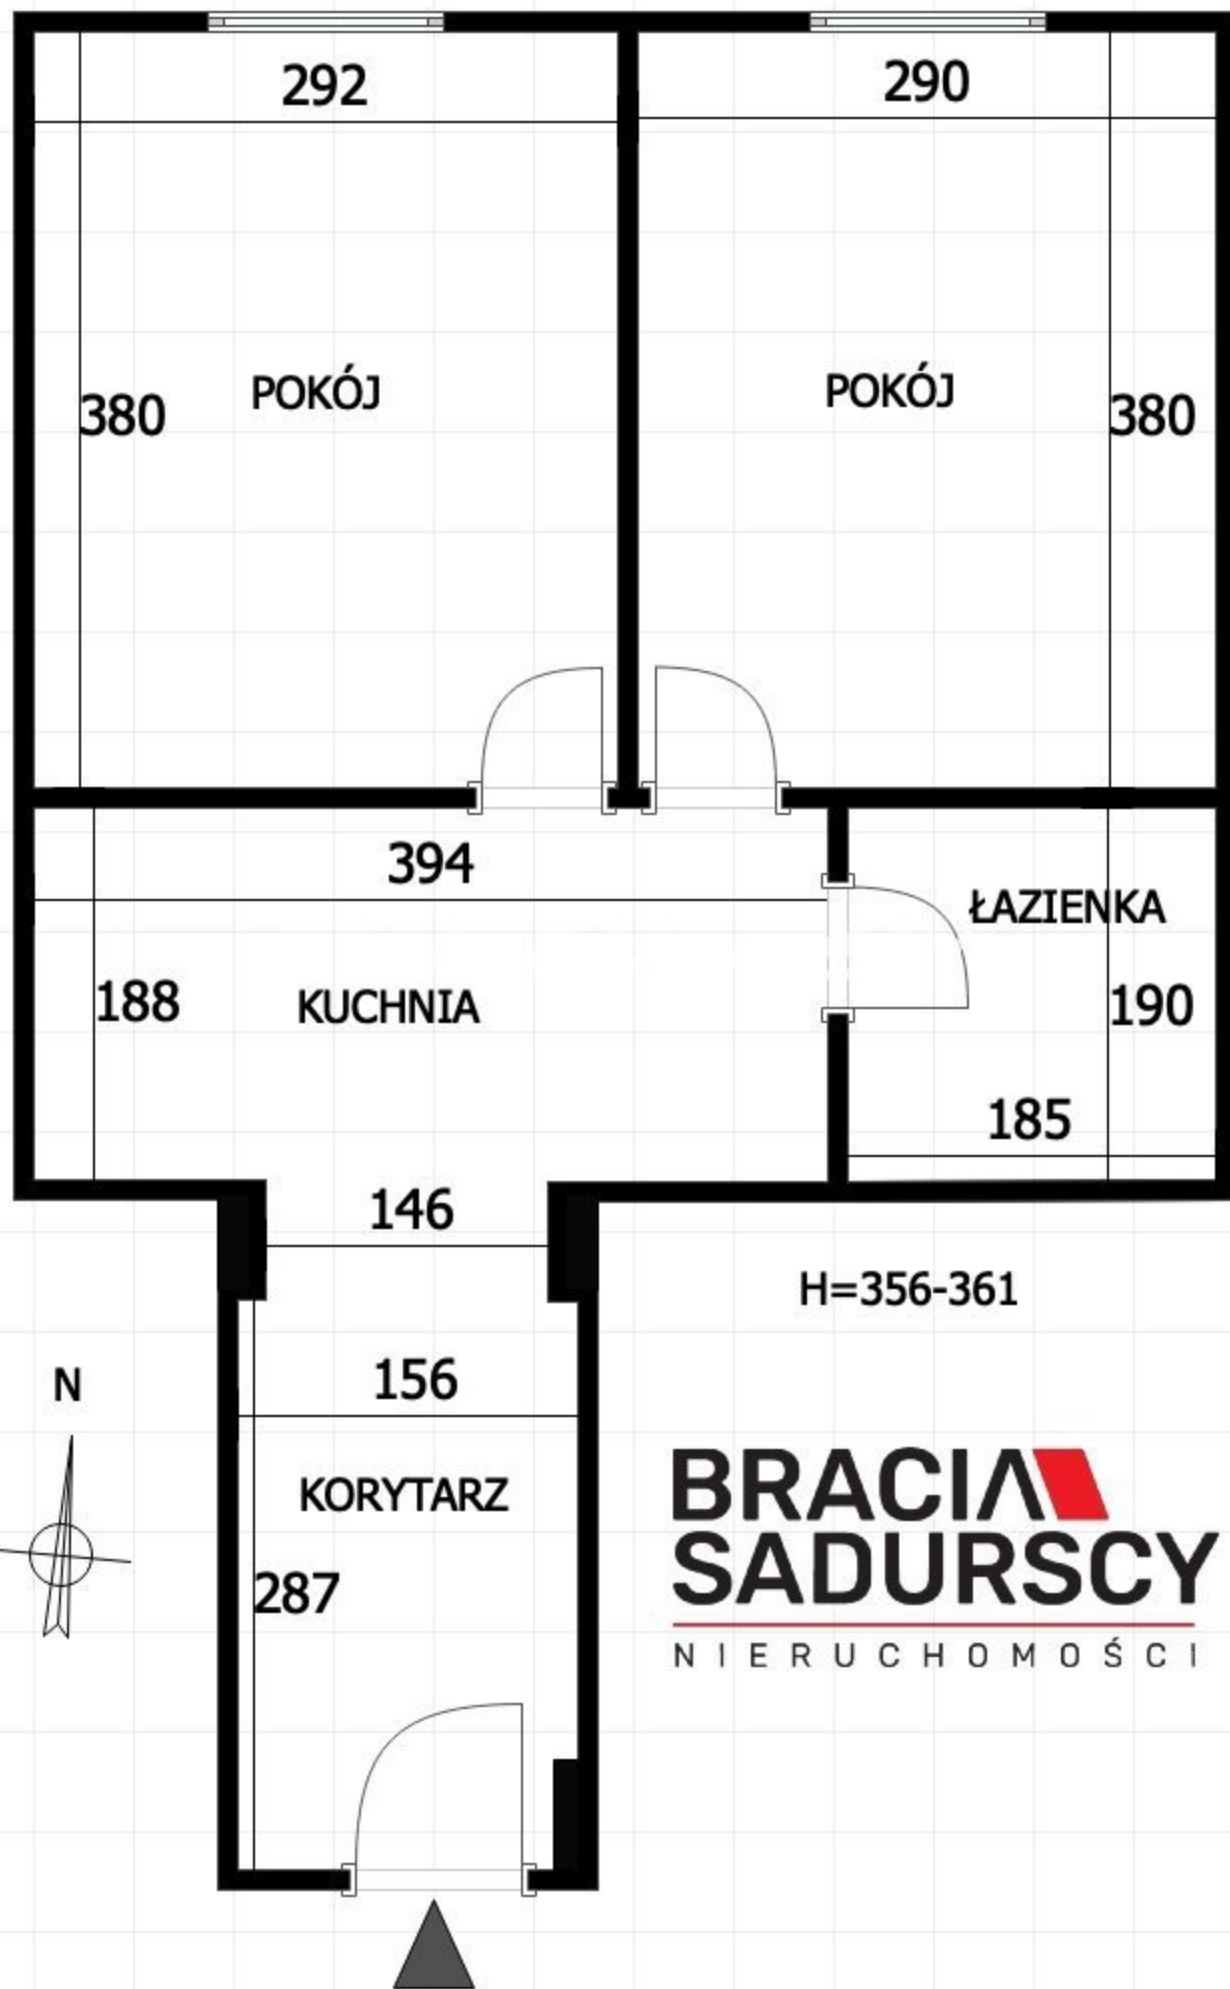 292
290
POKÓJ
POKÓJ
380
380
394
ŁAZIENKA
188
KUCHNIA
190
185
146
H=356-361
156
N
KORYTARZ
287
BRACIA
SADURSCY
NIERUCHOMOŚCI